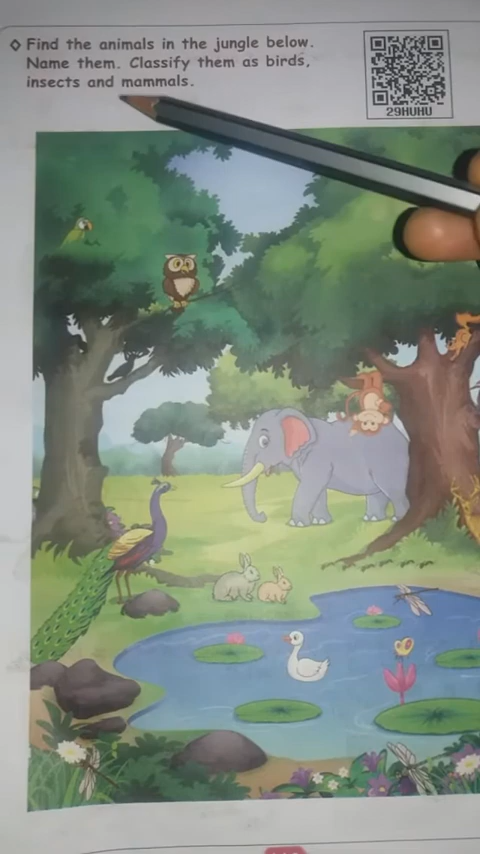 Find the animals in the jungle below.
Name them. Classify them as birds,
insects and mammals.
29HUHU